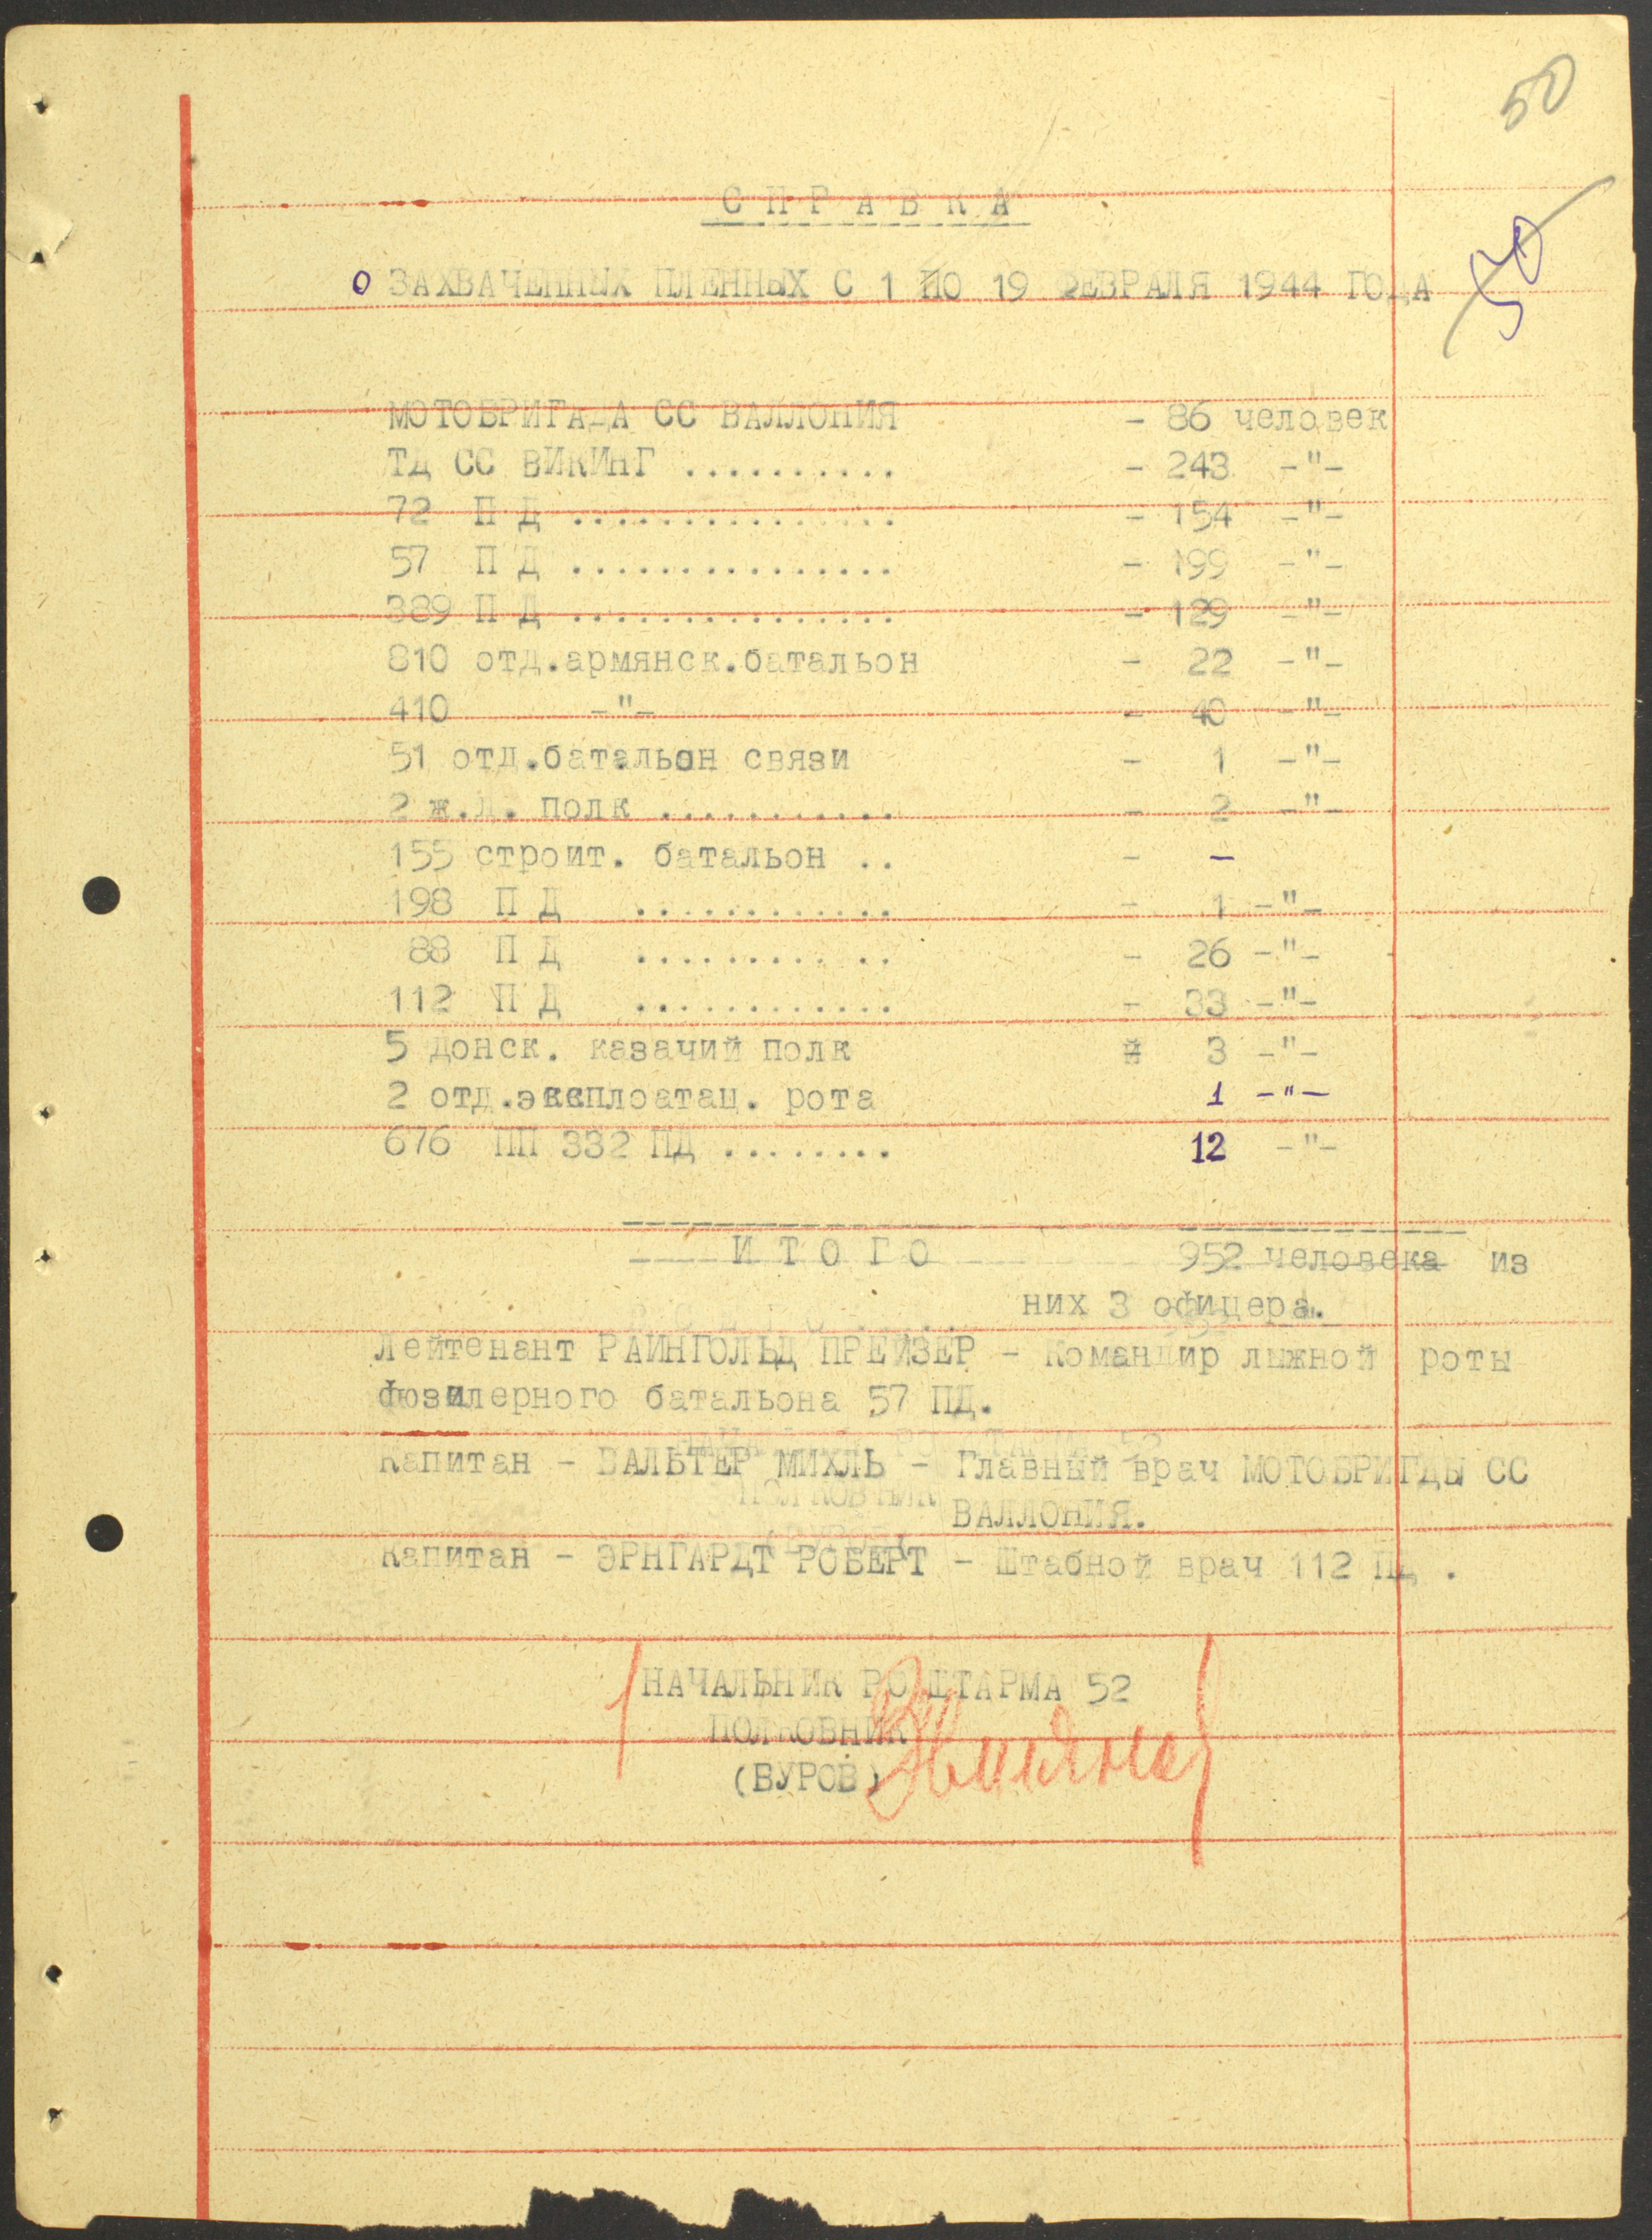 50
50
С П Р А В К А
О ЗАХВАЧЕННЫХ ПЛЕННЫХ С 1 ПО 19 ФЕВРАЛЯ 1944 ГОДА
МОТОБРИГАДА СС ВАЛЛОНИЯ - 86 человек
ТД СС ВИКИНГ .......... - 243 -"-
72 П Д ............... - 154 -"-
57 П Д ............... - 199 -"-
389 П Д ............... - 129 -"-
810 отд.армянск.батальон - 22 -"-
410 -"- - 40 -"-
51 отд.батальон связи - 1 -"-
2 ж.д. полк ........... - 2 -"-
155 строит. батальон .. - -
198 П Д ............ - 1 -"-
88 П Д ............ - 26 -"-
112 П Д ............ - 33 -"-
5 донск. казачий полк 3 -"-
2 отд.эксплоатац. рота 1 -"-
676 ПП 332 ПД ........ 12 -"-
И Т О Г О 952 человека из
них 3 офицера.
Лейтенант РАИНГОЛЬД ПРЕЙЗЕР - Командир лыжной роты
фюзилерного батальона 57 ПД.
Капитан - ВАЛЬТЕР МИХЛЬ - Главный врач МОТОБРИГДЫ СС
ВАЛЛОНИЯ.
Капитан - ЭРНГАРДТ РОБЕРТ - Штабной врач 112 ПД .
НАЧАЛЬНИК РО ШТАРМА 52
ПОЛКОВНИК
(ВУРОВ)